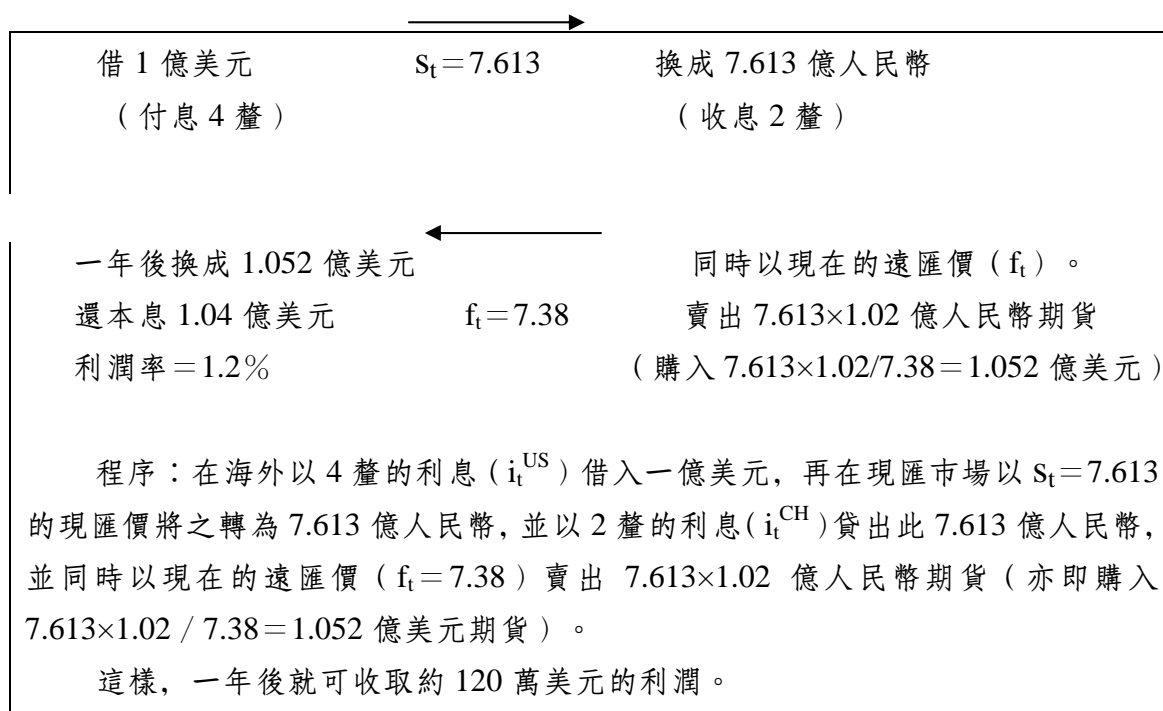 借 1 億美元 sₜ＝7.613 換成 7.613 億人民幣
（付息 4 釐） （收息 2 釐）
一年後換成 1.052 億美元 同時以現在的遠匯價（fₜ）。
還本息 1.04 億美元 fₜ＝7.38 賣出 7.613×1.02 億人民幣期貨
利潤率＝1.2％ （購入 7.613×1.02/7.38＝1.052 億美元）
程序：在海外以 4 釐的利息（iₜ^US）借入一億美元，再在現匯市場以 sₜ＝7.613
的現匯價將之轉為 7.613 億人民幣，並以 2 釐的利息（iₜ^CH）貸出此 7.613 億人民幣，
並同時以現在的遠匯價（fₜ＝7.38）賣出 7.613×1.02 億人民幣期貨（亦即購入
7.613×1.02／7.38＝1.052 億美元期貨）。
這樣，一年後就可收取約 120 萬美元的利潤。